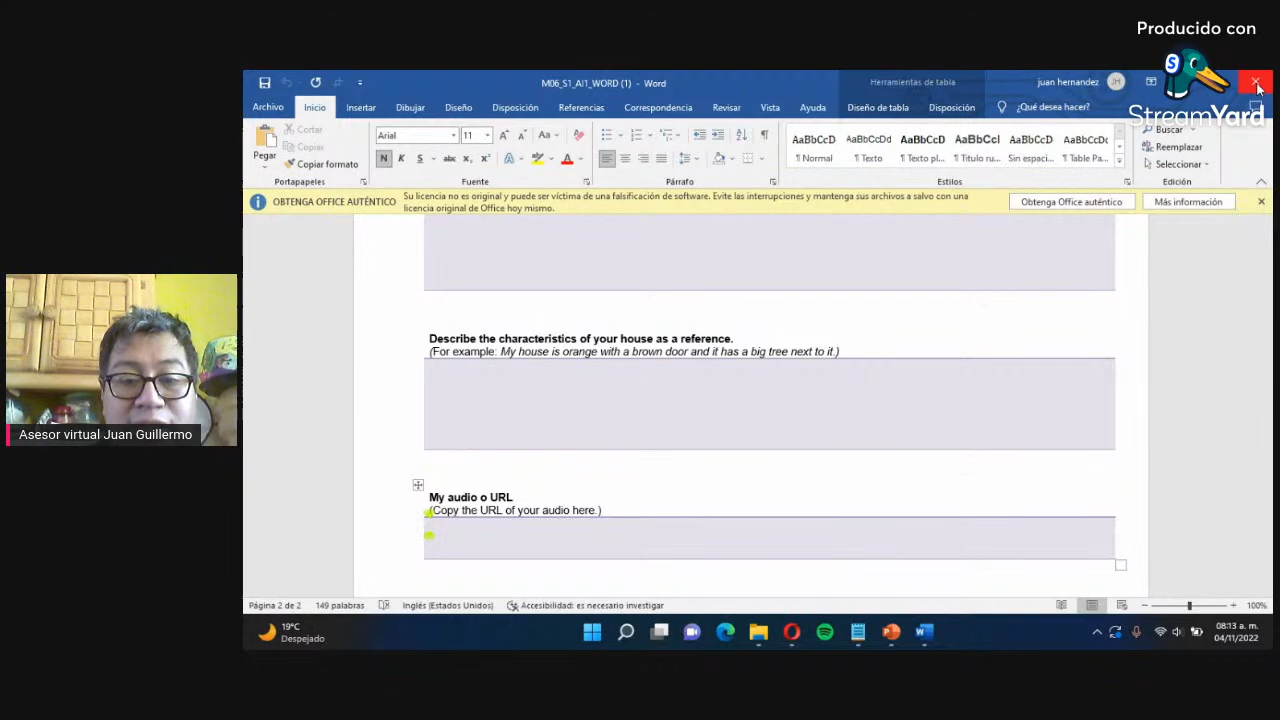 Producido con
StreamYard
M06_S1_AI1_WORD (1) - Word
Herramientas de tabla
juan hernandez
JH
Archivo Inicio Insertar Dibujar Diseño Disposición Referencias Correspondencia Revisar Vista Ayuda Diseño de tabla Disposición ¿Qué desea hacer?
Pegar
Cortar
Copiar
Copiar formato
Portapapeles
Arial 11
Fuente
Párrafo
AaBbCcD AaBbCcDd AaBbCcD AaBbCcI AaBbCcD AaBbCcDc
¶ Normal ¶ Texto ¶ Texto pl... ¶ Titulo ru... Sin espaci... ¶ Table Pa...
Estilos
Buscar
Reemplazar
Seleccionar
Edición
OBTENGA OFFICE AUTÉNTICO
Su licencia no es original y puede ser víctima de una falsificación de software. Evite las interrupciones y mantenga sus archivos a salvo con una
licencia original de Office hoy mismo.
Obtenga Office auténtico
Más información
Describe the characteristics of your house as a reference.
(For example: My house is orange with a brown door and it has a big tree next to it.)
My audio o URL
(Copy the URL of your audio here.)
Asesor virtual Juan Guillermo
Página 2 de 2 149 palabras Inglés (Estados Unidos) Accesibilidad: es necesario investigar 100%
19°C
Despejado
08:13 a. m.
04/11/2022